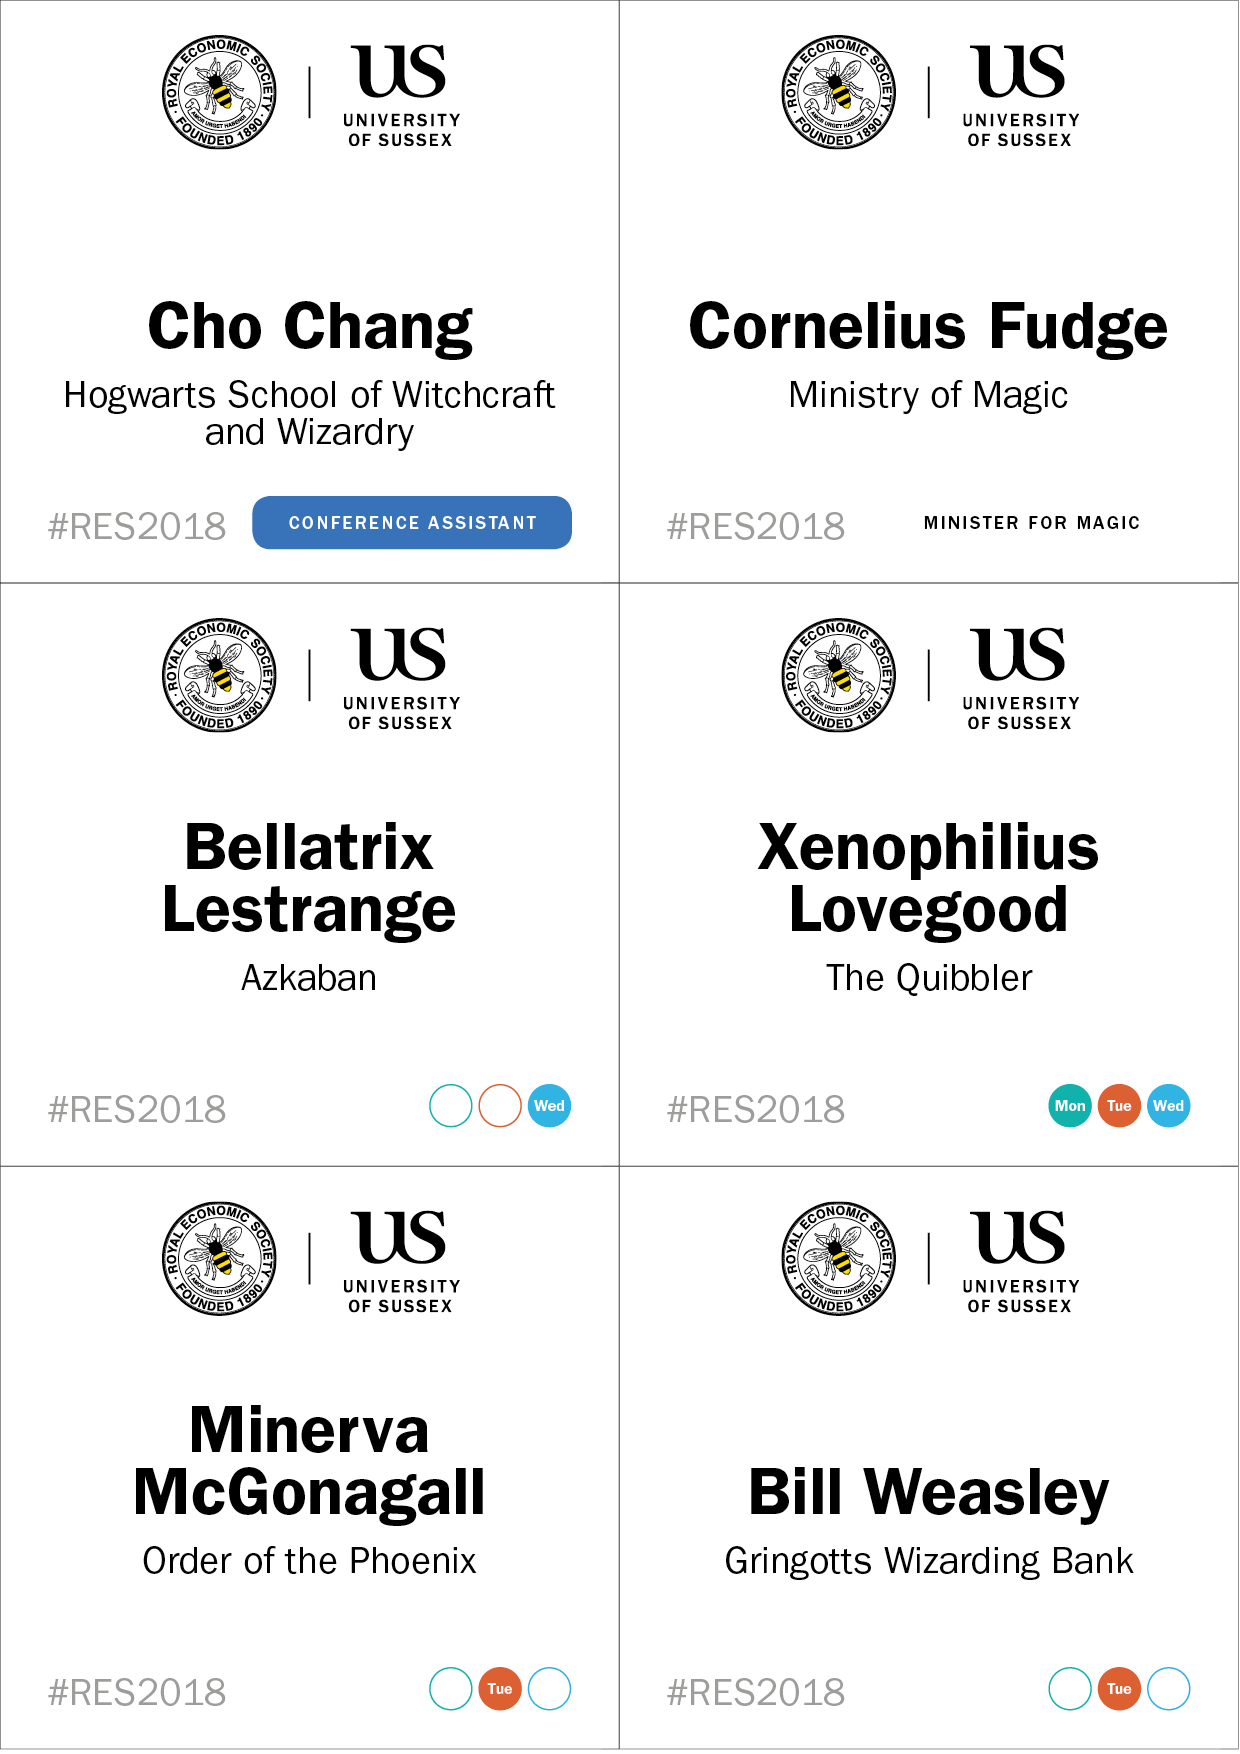 ROYAL ECONOMIC SOCIETY
AMOR URGET HABENDI
FOUNDED 1890
US
UNIVERSITY
OF SUSSEX
Cho Chang
Hogwarts School of Witchcraft
and Wizardry
#RES2018
CONFERENCE ASSISTANT
ROYAL ECONOMIC SOCIETY
AMOR URGET HABENDI
FOUNDED 1890
US
UNIVERSITY
OF SUSSEX
Cornelius Fudge
Ministry of Magic
#RES2018
MINISTER FOR MAGIC
ROYAL ECONOMIC SOCIETY
AMOR URGET HABENDI
FOUNDED 1890
US
UNIVERSITY
OF SUSSEX
Bellatrix
Lestrange
Azkaban
#RES2018
Wed
ROYAL ECONOMIC SOCIETY
AMOR URGET HABENDI
FOUNDED 1890
US
UNIVERSITY
OF SUSSEX
Xenophilius
Lovegood
The Quibbler
#RES2018
Mon Tue Wed
ROYAL ECONOMIC SOCIETY
AMOR URGET HABENDI
FOUNDED 1890
US
UNIVERSITY
OF SUSSEX
Minerva
McGonagall
Order of the Phoenix
#RES2018
Tue
ROYAL ECONOMIC SOCIETY
AMOR URGET HABENDI
FOUNDED 1890
US
UNIVERSITY
OF SUSSEX
Bill Weasley
Gringotts Wizarding Bank
#RES2018
Tue